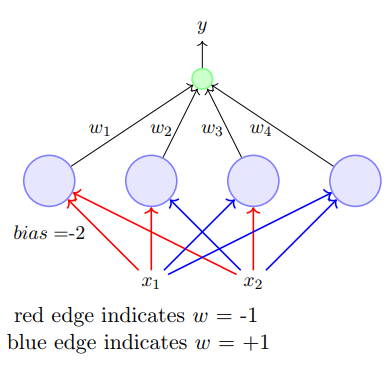 y
w₁ w₂ w₃ w₄
bias =-2
x₁ x₂
red edge indicates w = -1
blue edge indicates w = +1